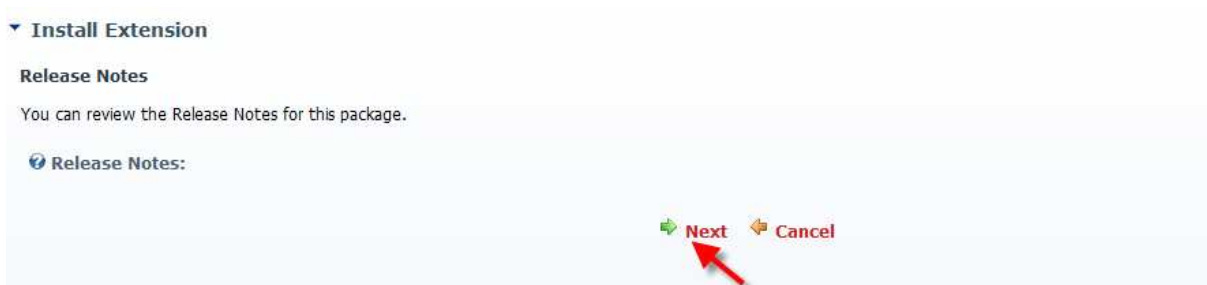 Install Extension
Release Notes
You can review the Release Notes for this package.
Release Notes:
Next Cancel